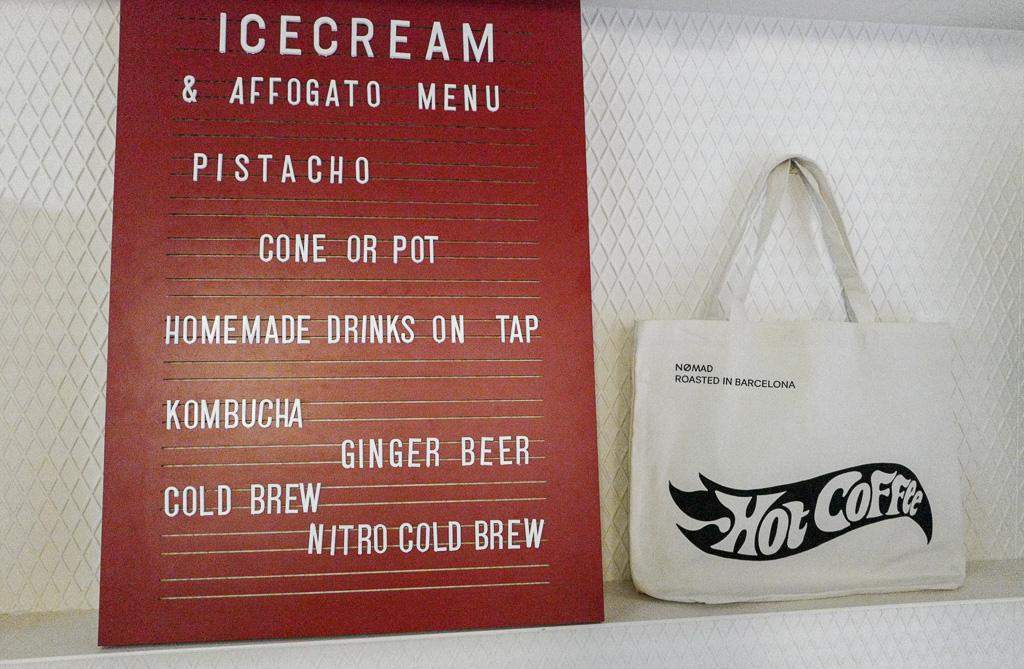 ICECREAM
& AFFOGATO MENU
PISTACHO
CONE OR POT
HOMEMADE DRINKS ON TAP
KOMBUCHA
GINGER BEER
COLD BREW
NITRO COLD BREW
NØMAD
ROASTED IN BARCELONA
Hot Coffee